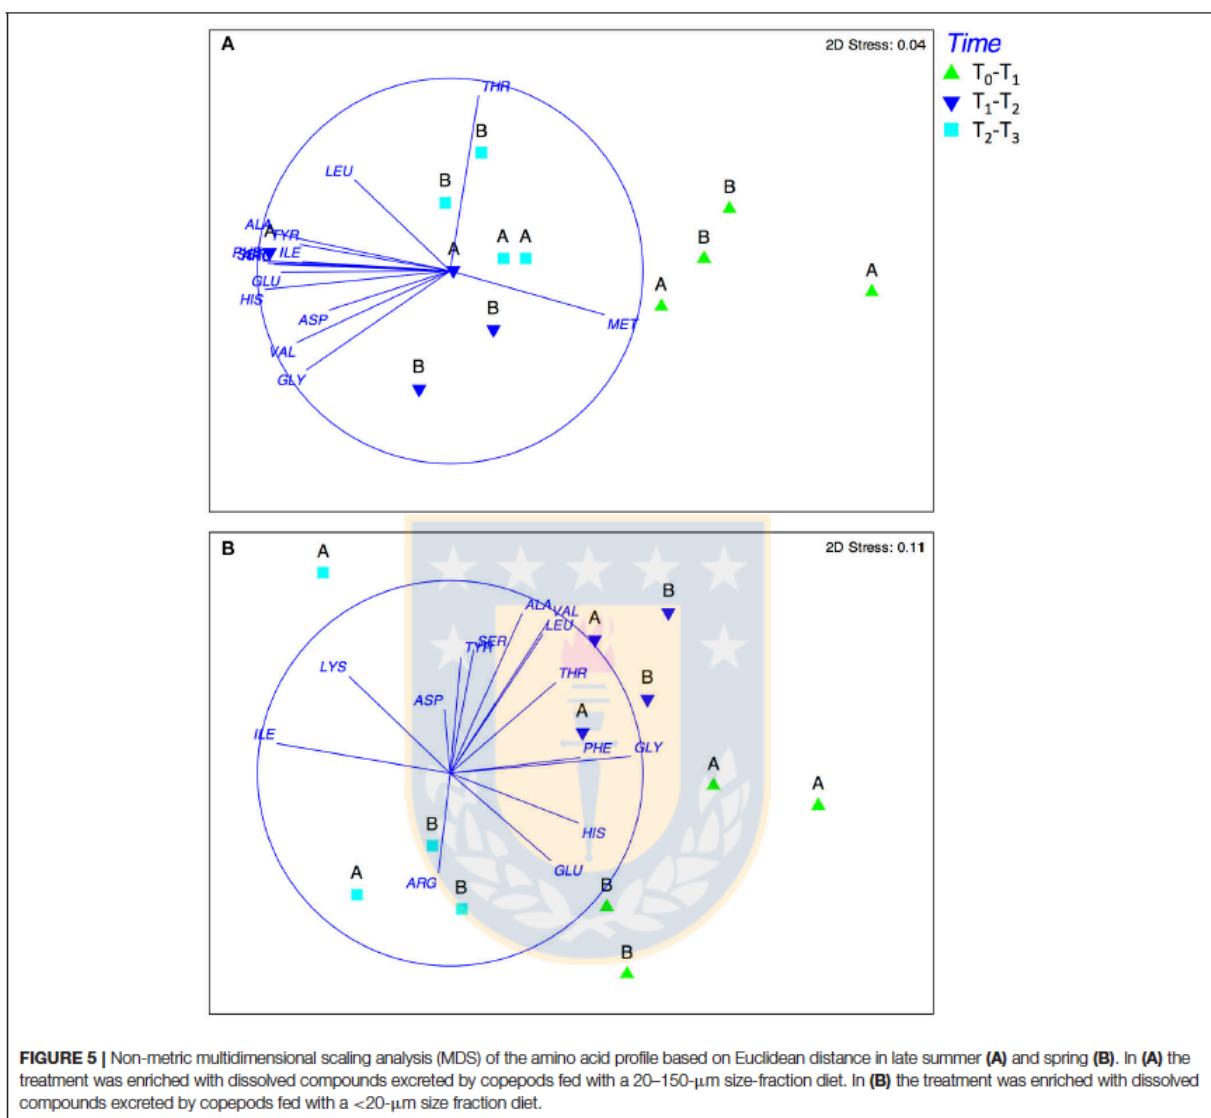 A
2D Stress: 0.04
Time
T₀-T₁
T₁-T₂
T₂-T₃
THR
B
LEU
B
B
ALA
TYR
A
ILE
A
A A
B
GLU
HIS
A
A
ASP
B
MET
VAL
GLY
B
B
2D Stress: 0.11
A
ALA
VAL
LEU
A
B
SER
TYR
LYS
THR
ASP
A
B
ILE
PHE
GLY
A
A
HIS
B
A
ARG
B
GLU
B
B
FIGURE 5 | Non-metric multidimensional scaling analysis (MDS) of the amino acid profile based on Euclidean distance in late summer (A) and spring (B). In (A) the
treatment was enriched with dissolved compounds excreted by copepods fed with a 20–150-μm size-fraction diet. In (B) the treatment was enriched with dissolved
compounds excreted by copepods fed with a <20-μm size fraction diet.